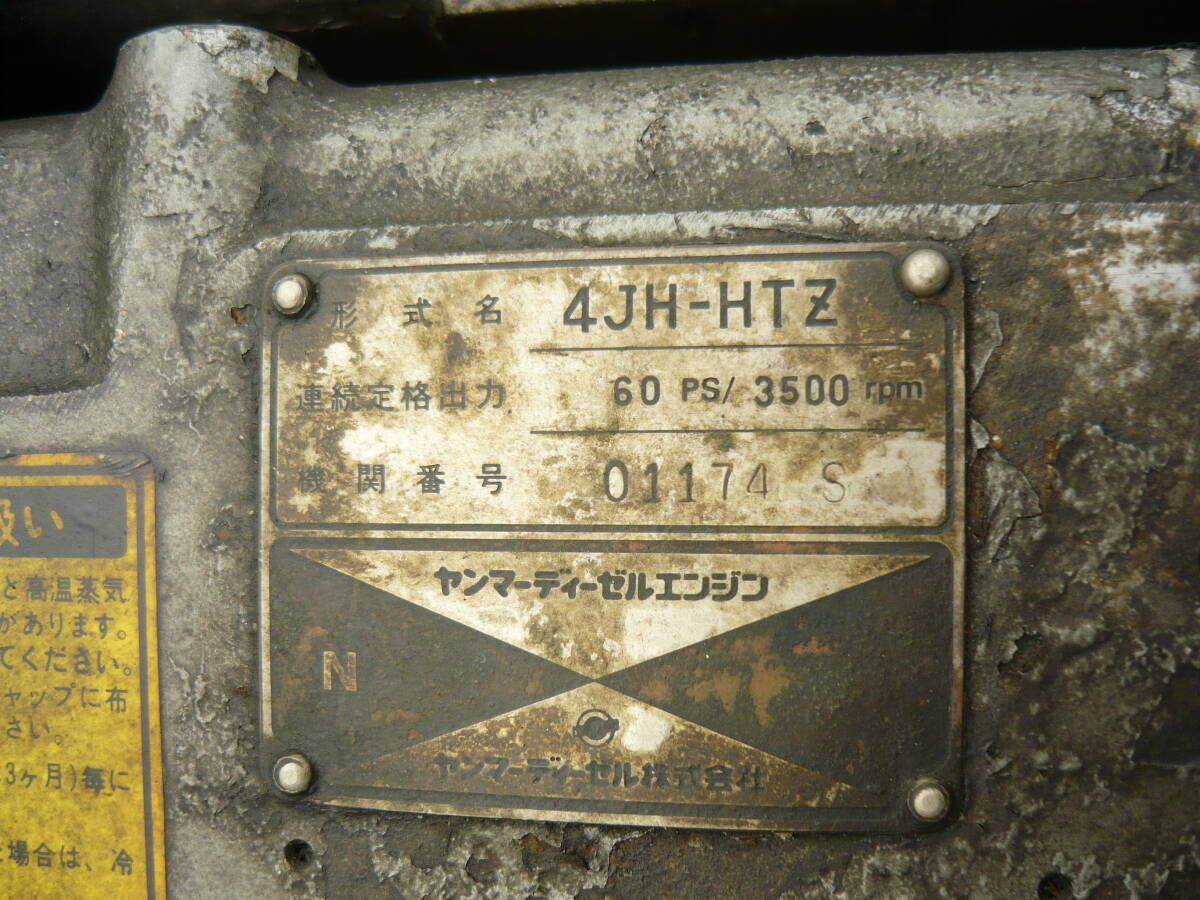 形式名 4JH-HTZ
連続定格出力 60 PS/ 3500 rpm
機関番号 01174 S
ヤンマーディーゼルエンジン
N
ヤンマーディーゼル株式会社
扱い
と高温蒸気
があります。
てください。
ャップに布
さい。
3ヶ月)毎に
場合は、冷